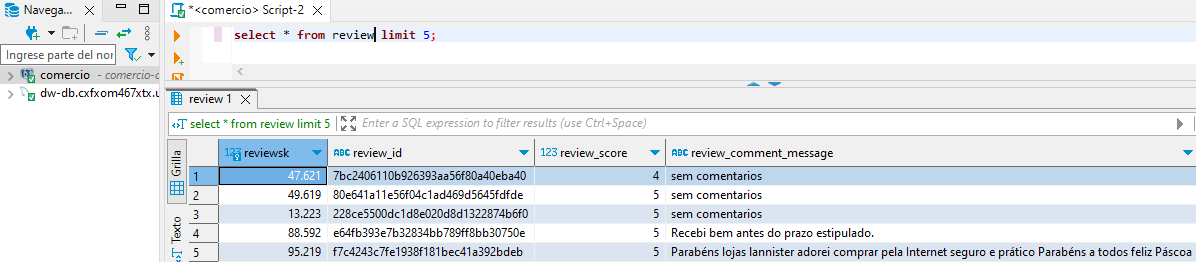 Navega...
*<comercio> Script-2
Ingrese parte del nor
comercio - comercio-d
dw-db.cxfxom467xtx.u
select * from review limit 5;
review 1
select * from review limit 5
Enter a SQL expression to filter results (use Ctrl+Space)
Grilla
Texto
123 reviewsk ABC review_id 123 review_score ABC review_comment_message
1 47.621 7bc2406110b926393aa56f80a40eba40 4 sem comentarios
2 49.619 80e641a11e56f04c1ad469d5645fdfde 5 sem comentarios
3 13.223 228ce5500dc1d8e020d8d1322874b6f0 5 sem comentarios
4 88.592 e64fb393e7b32834bb789ff8bb30750e 5 Recebi bem antes do prazo estipulado.
5 95.219 f7c4243c7fe1938f181bec41a392bdeb 5 Parabéns lojas lannister adorei comprar pela Internet seguro e prático Parabéns a todos feliz Páscoa